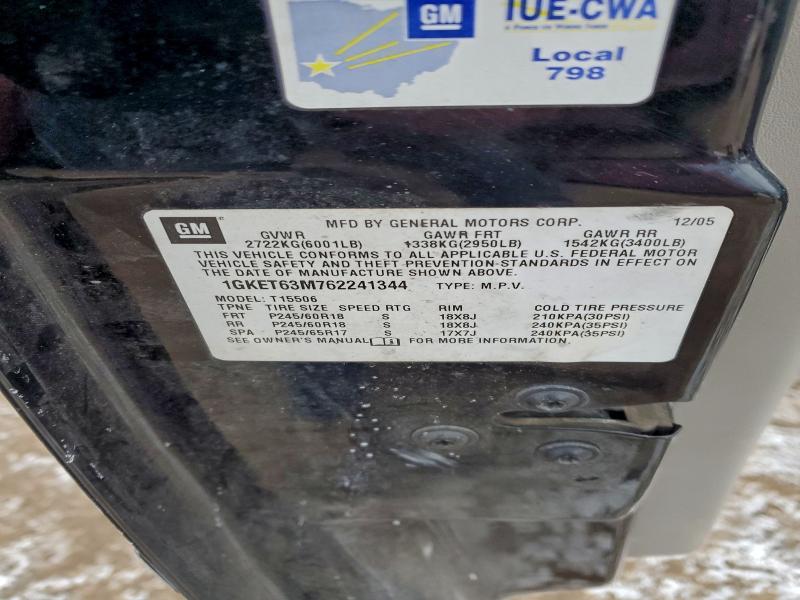 GM
IUE-CWA
Local
798
GM
MFD BY GENERAL MOTORS CORP. 12/05
GVWR GAWR FRT GAWR RR
2722KG(6001LB) 1338KG(2950LB) 1542KG(3400LB)
THIS VEHICLE CONFORMS TO ALL APPLICABLE U.S. FEDERAL MOTOR
VEHICLE SAFETY AND THEFT PREVENTION STANDARDS IN EFFECT ON
THE DATE OF MANUFACTURE SHOWN ABOVE.
1GKET63M762241344 TYPE: M.P.V.
MODEL: T15506
TPNE TIRE SIZE SPEED RTG RIM COLD TIRE PRESSURE
FRT P245/60R18 S 18X8J 210KPA(30PSI)
RR P245/60R18 S 18X8J 240KPA(35PSI)
SPA P245/65R17 S 17X7J 240KPA(35PSI)
SEE OWNER'S MANUAL FOR MORE INFORMATION.